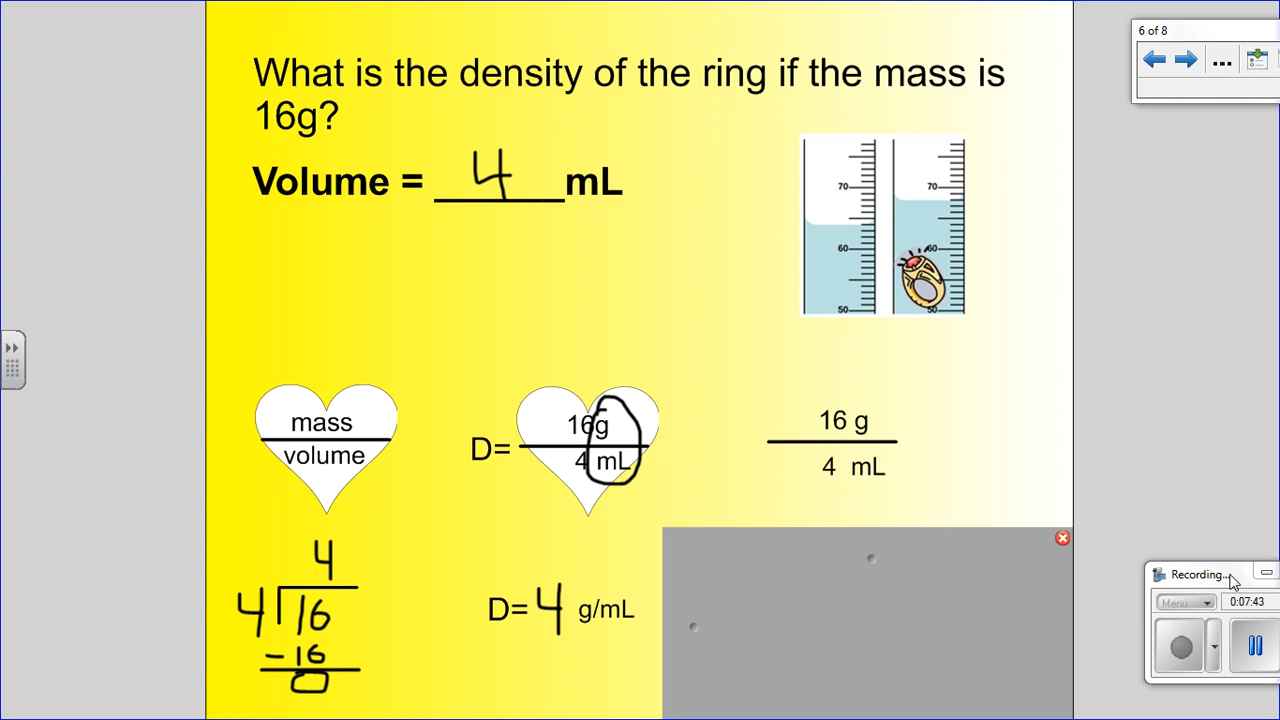 6 of 8
What is the density of the ring if the mass is
16g?
Volume = 4 mL
70 70
60 60
50 50
mass
volume
D= 16g
4 mL
16 g
4 mL
4
4 16
- 16
0
D= 4 g/mL
Recording...
Menu 0:07:43